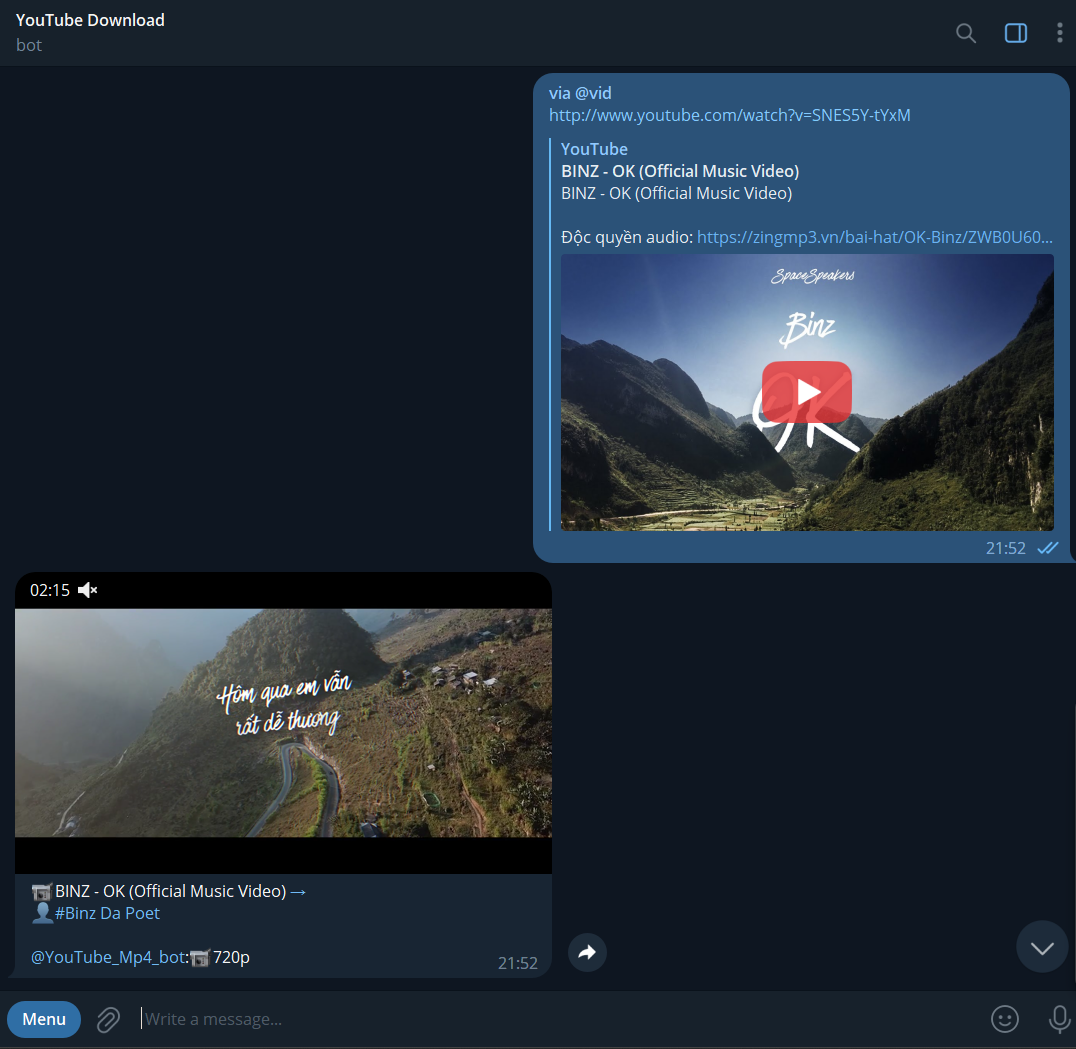 YouTube Download
bot
via @vid
http://www.youtube.com/watch?v=SNES5Y-tYxM
YouTube
BINZ - OK (Official Music Video)
BINZ - OK (Official Music Video)
Độc quyền audio: https://zingmp3.vn/bai-hat/OK-Binz/ZWB0U60...
SpaceSpeakers
Binz
OK
21:52
02:15
Hôm qua em vẫn
rất dễ thương
BINZ - OK (Official Music Video) →
#Binz Da Poet
@YouTube_Mp4_bot: 720p
21:52
Menu
Write a message...